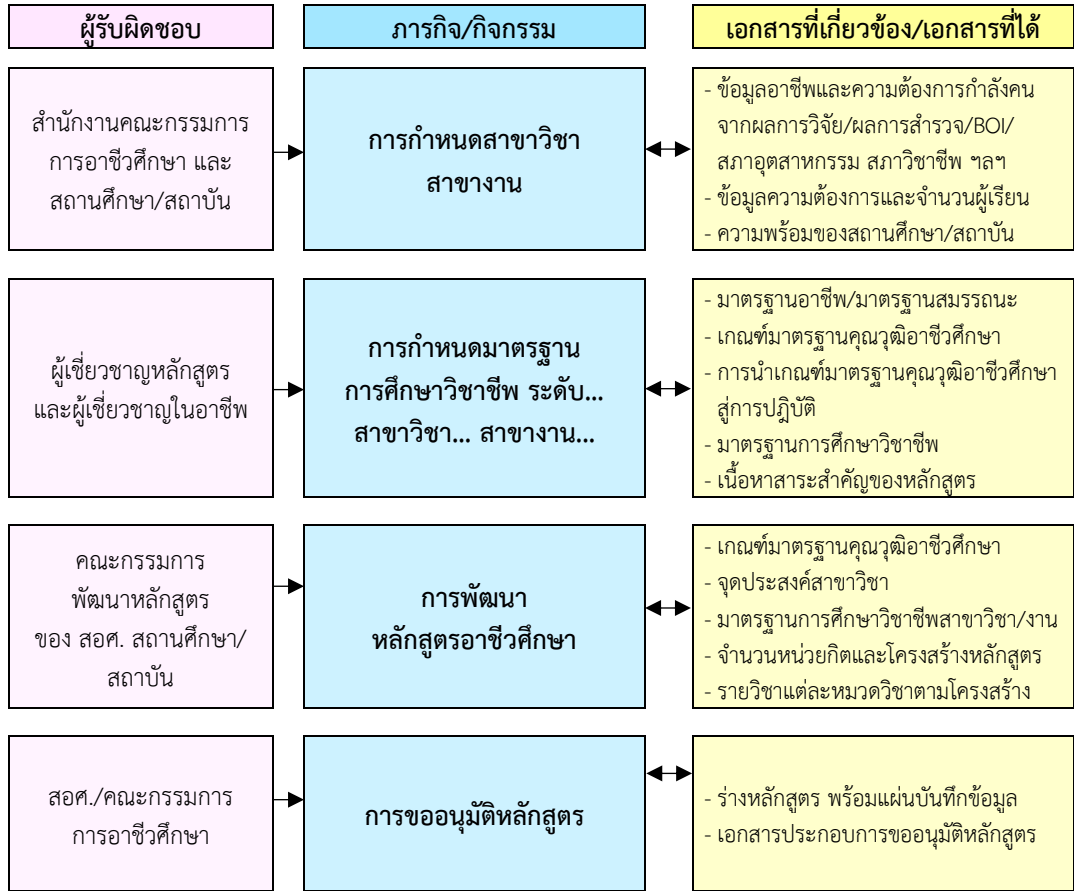 ผู้รับผิดชอบ
ภารกิจ/กิจกรรม
เอกสารที่เกี่ยวข้อง/เอกสารที่ได้
สำนักงานคณะกรรมการ
การอาชีวศึกษา และ
สถานศึกษา/สถาบัน
การกำหนดสาขาวิชา
สาขางาน
- ข้อมูลอาชีพและความต้องการกำลังคน
จากผลการวิจัย/ผลการสำรวจ/BOI/
สภาอุตสาหกรรม สภาวิชาชีพ ฯลฯ
- ข้อมูลความต้องการและจำนวนผู้เรียน
- ความพร้อมของสถานศึกษา/สถาบัน
ผู้เชี่ยวชาญหลักสูตร
และผู้เชี่ยวชาญในอาชีพ
การกำหนดมาตรฐาน
การศึกษาวิชาชีพ ระดับ...
สาขาวิชา... สาขางาน...
- มาตรฐานอาชีพ/มาตรฐานสมรรถนะ
- เกณฑ์มาตรฐานคุณวุฒิอาชีวศึกษา
- การนำเกณฑ์มาตรฐานคุณวุฒิอาชีวศึกษา
สู่การปฏิบัติ
- มาตรฐานการศึกษาวิชาชีพ
- เนื้อหาสาระสำคัญของหลักสูตร
คณะกรรมการ
พัฒนาหลักสูตร
ของ สอศ. สถานศึกษา/
สถาบัน
การพัฒนา
หลักสูตรอาชีวศึกษา
- เกณฑ์มาตรฐานคุณวุฒิอาชีวศึกษา
- จุดประสงค์สาขาวิชา
- มาตรฐานการศึกษาวิชาชีพสาขาวิชา/งาน
- จำนวนหน่วยกิตและโครงสร้างหลักสูตร
- รายวิชาแต่ละหมวดวิชาตามโครงสร้าง
สอศ./คณะกรรมการ
การอาชีวศึกษา
การขออนุมัติหลักสูตร
- ร่างหลักสูตร พร้อมแผ่นบันทึกข้อมูล
- เอกสารประกอบการขออนุมัติหลักสูตร